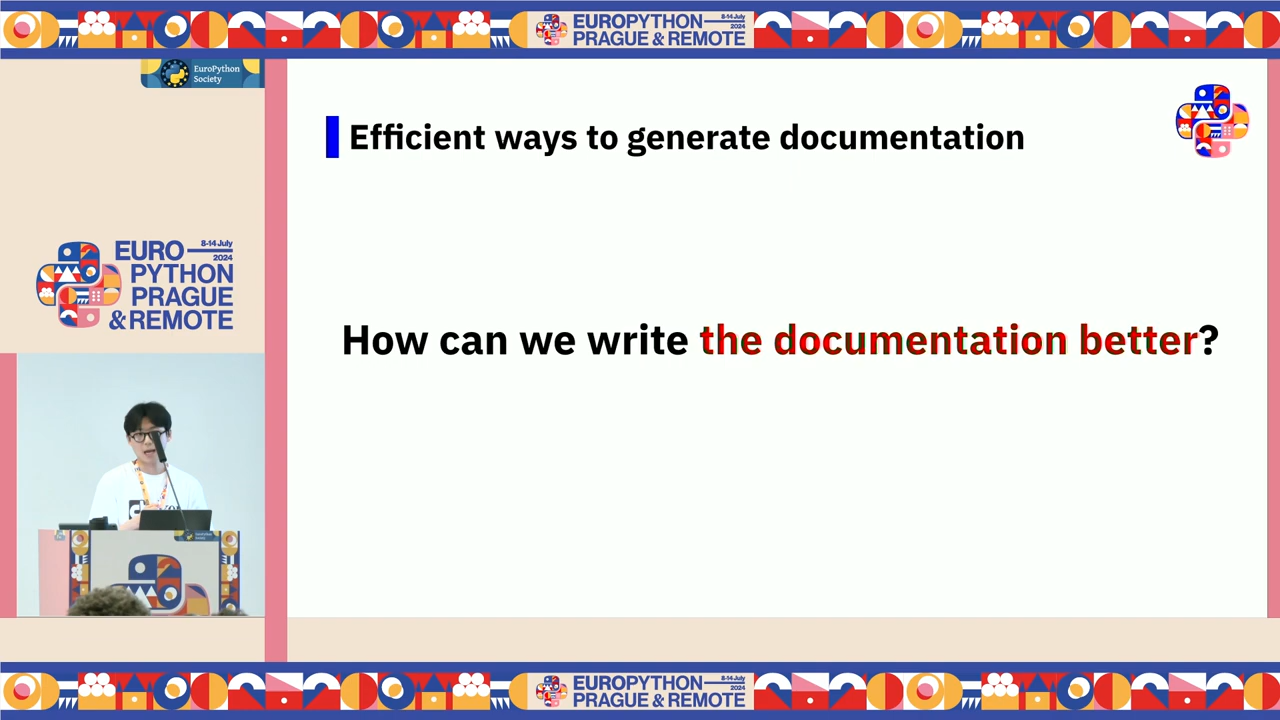 EUROPYTHON
8-14 July
2024
PRAGUE & REMOTE
EuroPython
Society
Efficient ways to generate documentation
EURO
8-14 July
2024
PYTHON
PRAGUE
& REMOTE
How can we write the documentation better?
EUROPYTHON
8-14 July
2024
PRAGUE & REMOTE